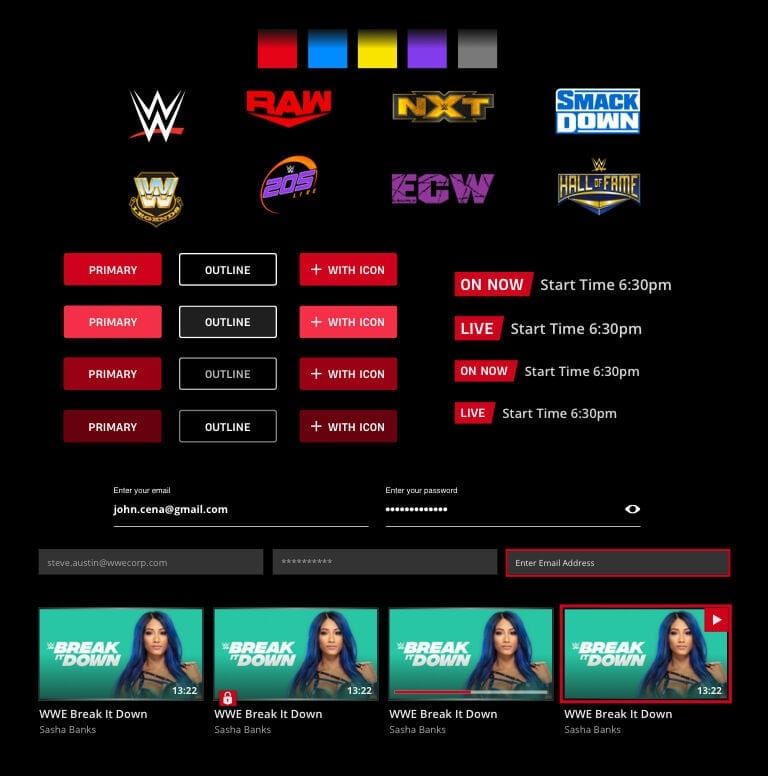 W
RAW
NXT
SMACK
DOWN
W
LEGENDS
205
LIVE
ECW
W
HALL OF FAME
PRIMARY
OUTLINE
+ WITH ICON
PRIMARY
OUTLINE
+ WITH ICON
PRIMARY
OUTLINE
+ WITH ICON
PRIMARY
OUTLINE
+ WITH ICON
ON NOW Start Time 6:30pm
LIVE Start Time 6:30pm
ON NOW Start Time 6:30pm
LIVE Start Time 6:30pm
Enter your email
john.cena@gmail.com
Enter your password
•••••••••••••
steve.austin@wwecorp.com
**********
Enter Email Address
BREAK
IT DOWN
13:22
WWE Break It Down
Sasha Banks
BREAK
IT DOWN
13:22
WWE Break It Down
Sasha Banks
BREAK
IT DOWN
WWE Break It Down
Sasha Banks
BREAK
IT DOWN
13:22
WWE Break It Down
Sasha Banks